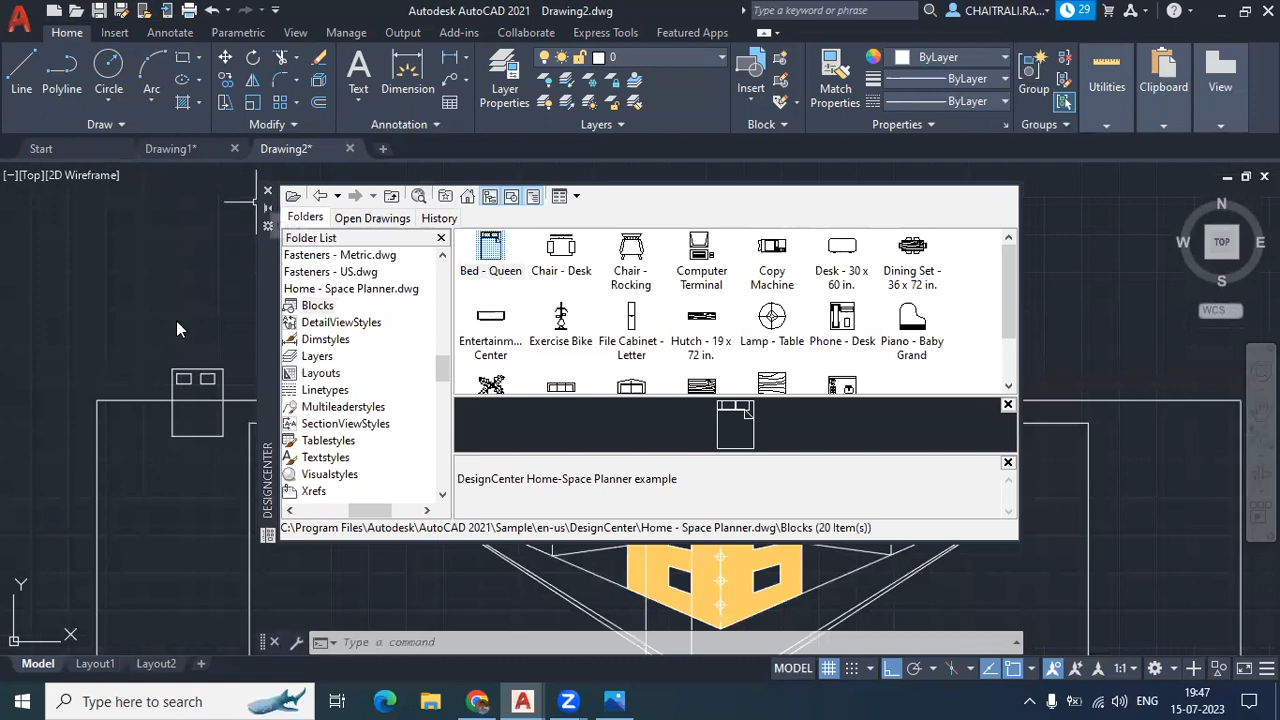 Autodesk AutoCAD 2021 Drawing2.dwg
Type a keyword or phrase
CHAITRALI.RA...
29
Home Insert Annotate Parametric View Manage Output Add-ins Collaborate Express Tools Featured Apps
Line Polyline Circle Arc
Text Dimension
Layer Properties
0
Insert
Match Properties
ByLayer
ByLayer
ByLayer
Group
Utilities
Clipboard
View
Draw Modify Annotation Layers Block Properties Groups
Start Drawing1* Drawing2*
[−][Top][2D Wireframe]
N
W TOP E
S
WCS
Folders Open Drawings History
Folder List
Fasteners - Metric.dwg
Fasteners - US.dwg
Home - Space Planner.dwg
Blocks
DetailViewStyles
Dimstyles
Layers
Layouts
Linetypes
Multileaderstyles
SectionViewStyles
Tablestyles
Textstyles
Visualstyles
Xrefs
DESIGNCENTER
Bed - Queen
Chair - Desk
Chair - Rocking
Computer Terminal
Copy Machine
Desk - 30 x 60 in.
Dining Set - 36 x 72 in.
Entertainm... Center
Exercise Bike
File Cabinet - Letter
Hutch - 19 x 72 in.
Lamp - Table
Phone - Desk
Piano - Baby Grand
DesignCenter Home-Space Planner example
C:\Program Files\Autodesk\AutoCAD 2021\Sample\en-us\DesignCenter\Home - Space Planner.dwg\Blocks (20 Item(s))
Y
X
Type a command
Model Layout1 Layout2
MODEL
1:1
Type here to search
ENG
19:47
15-07-2023